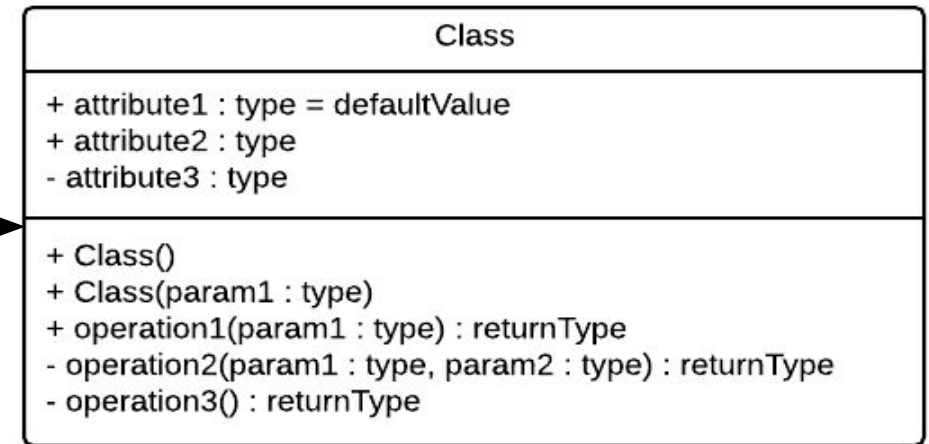 Class
+ attribute1 : type = defaultValue
+ attribute2 : type
- attribute3 : type
+ Class()
+ Class(param1 : type)
+ operation1(param1 : type) : returnType
- operation2(param1 : type, param2 : type) : returnType
- operation3() : returnType